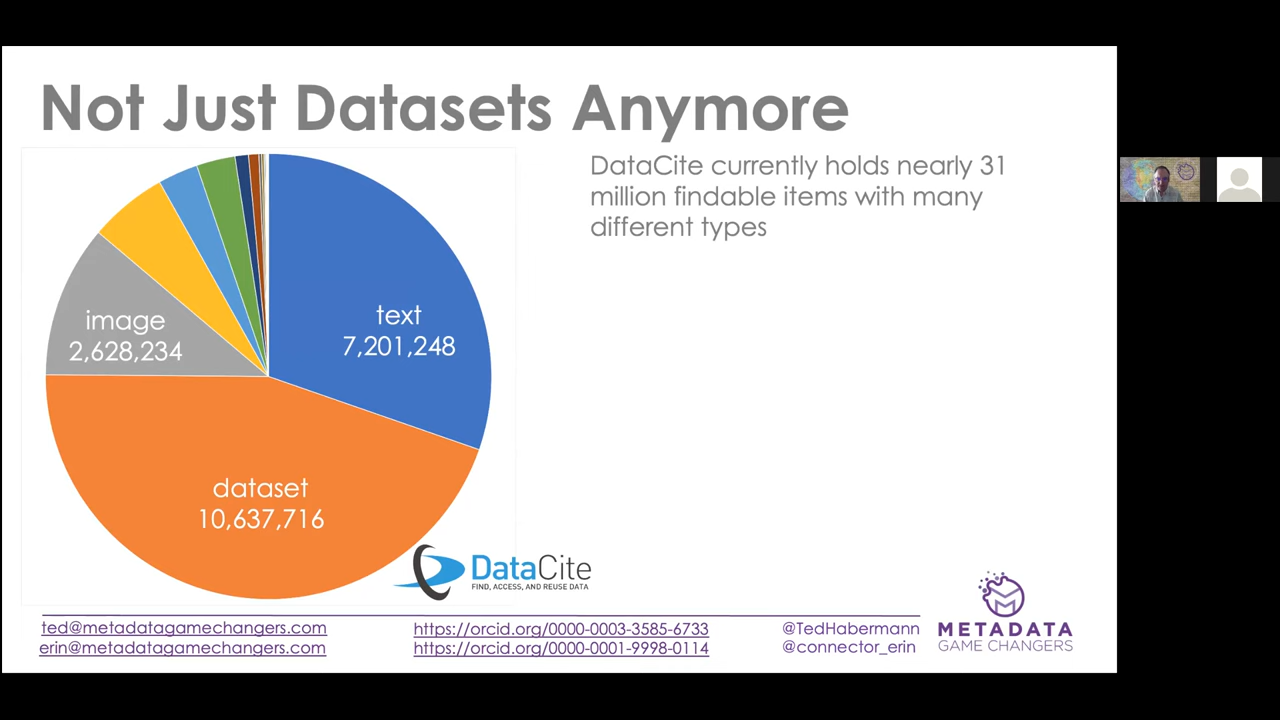 Not Just Datasets Anymore
DataCite currently holds nearly 31
million findable items with many
different types
text
7,201,248
image
2,628,234
dataset
10,637,716
DataCite
FIND, ACCESS, AND REUSE DATA
ted@metadatagamechangers.com
erin@metadatagamechangers.com
https://orcid.org/0000-0003-3585-6733
https://orcid.org/0000-0001-9998-0114
@TedHabermann
@connector_erin
METADATA
GAME CHANGERS